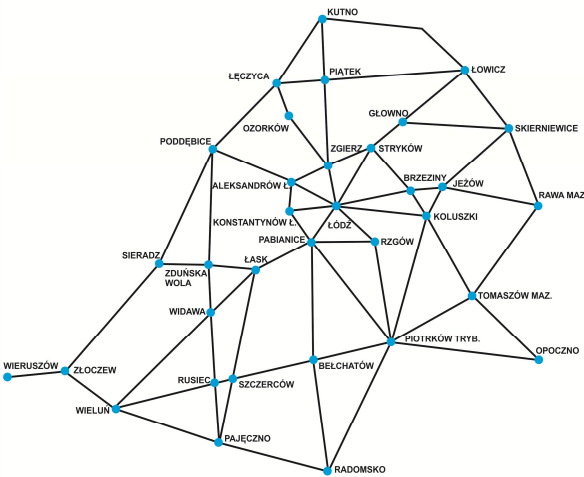 KUTNO
ŁĘCZYCA
PIĄTEK
ŁOWICZ
OZORKÓW
GŁOWNO
SKIERNIEWICE
PODDĘBICE
ZGIERZ
STRYKÓW
ALEKSANDRÓW Ł.
BRZEZINY
JEŻÓW
RAWA MAZ
KONSTANTYNÓW Ł.
ŁÓDŹ
KOLUSZKI
PABIANICE
RZGÓW
SIERADZ
ZDUŃSKA
WOLA
ŁASK
TOMASZÓW MAZ.
WIDAWA
PIOTRKÓW TRYB.
OPOCZNO
WIERUSZÓW
ZŁOCZEW
BEŁCHATÓW
RUSIEC
SZCZERCÓW
WIELUŃ
PAJĘCZNO
RADOMSKO